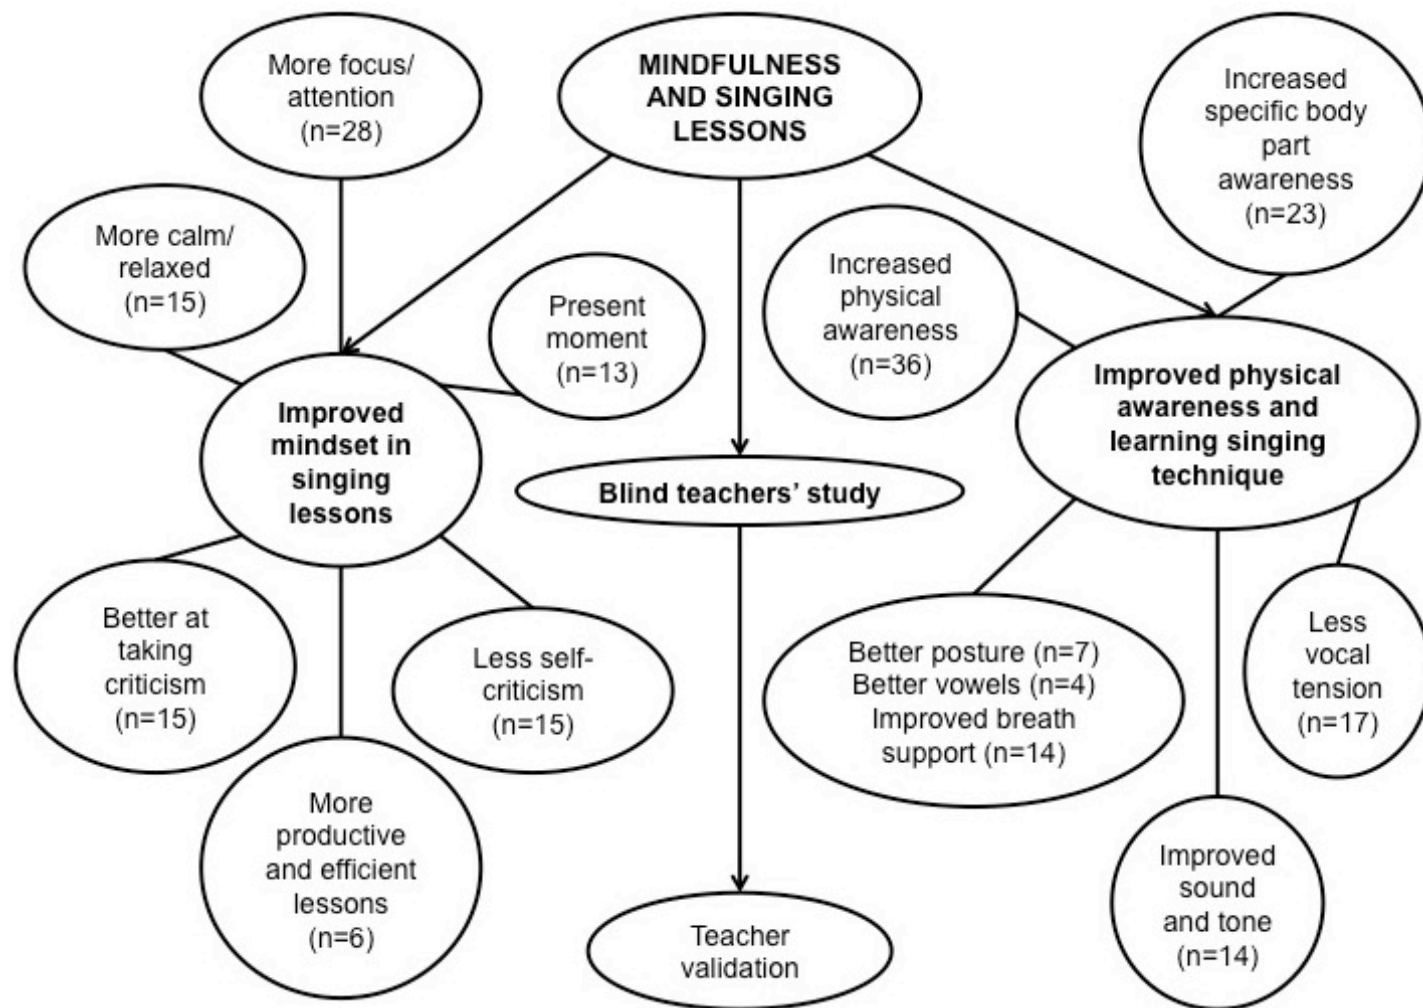 More focus/
attention
(n=28)
MINDFULNESS
AND SINGING
LESSONS
Increased
specific body
part
awareness
(n=23)
More calm/
relaxed
(n=15)
Present
moment
(n=13)
Increased
physical
awareness
(n=36)
Improved
mindset in
singing
lessons
Blind teachers’ study
Improved physical
awareness and
learning singing
technique
Better at
taking
criticism
(n=15)
Less self-
criticism
(n=15)
Better posture (n=7)
Better vowels (n=4)
Improved breath
support (n=14)
Less
vocal
tension
(n=17)
More
productive
and efficient
lessons
(n=6)
Teacher
validation
Improved
sound
and tone
(n=14)